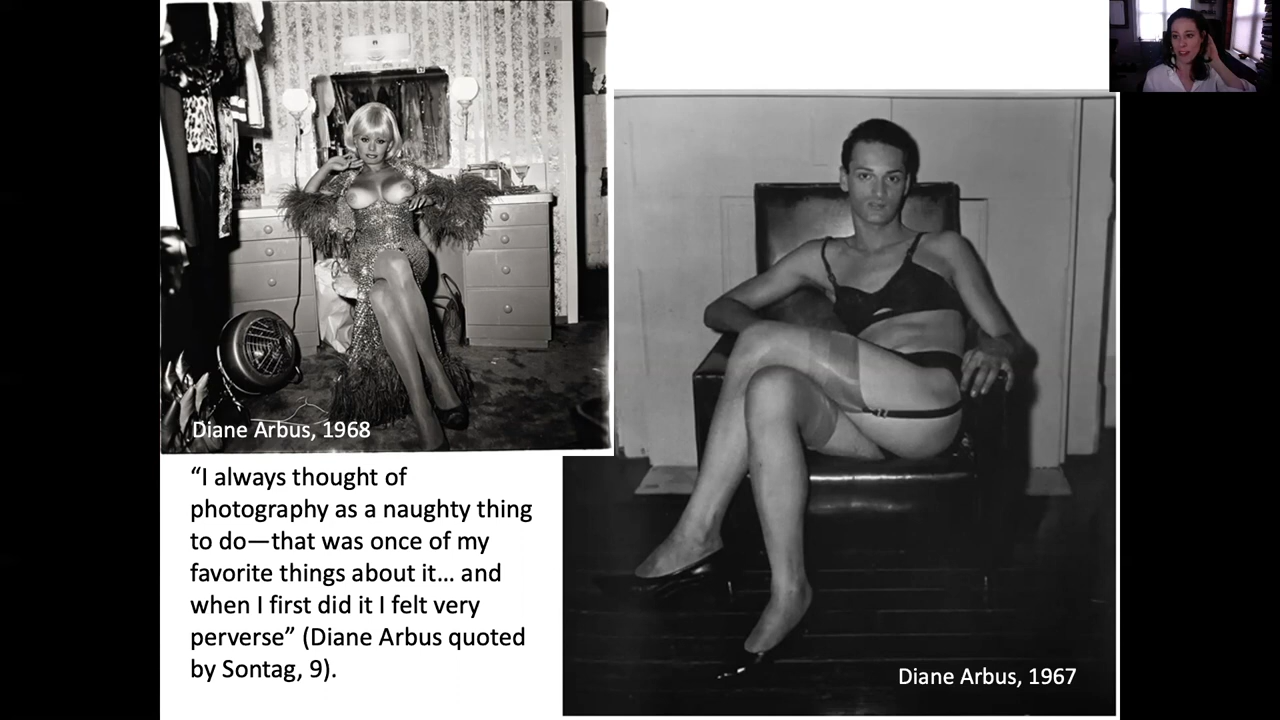 Diane Arbus, 1968
“I always thought of
photography as a naughty thing
to do—that was once of my
favorite things about it… and
when I first did it I felt very
perverse” (Diane Arbus quoted
by Sontag, 9).
Diane Arbus, 1967